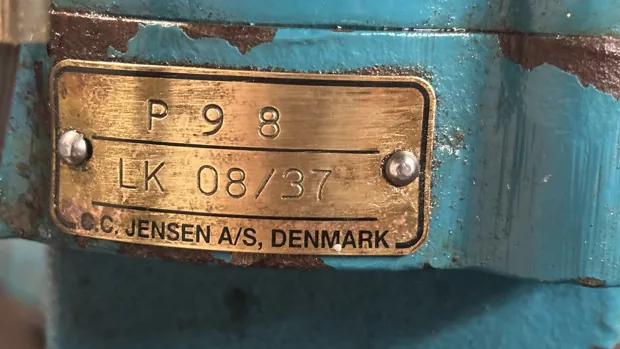 P 9 8
LK 08/37
C.C. JENSEN A/S, DENMARK